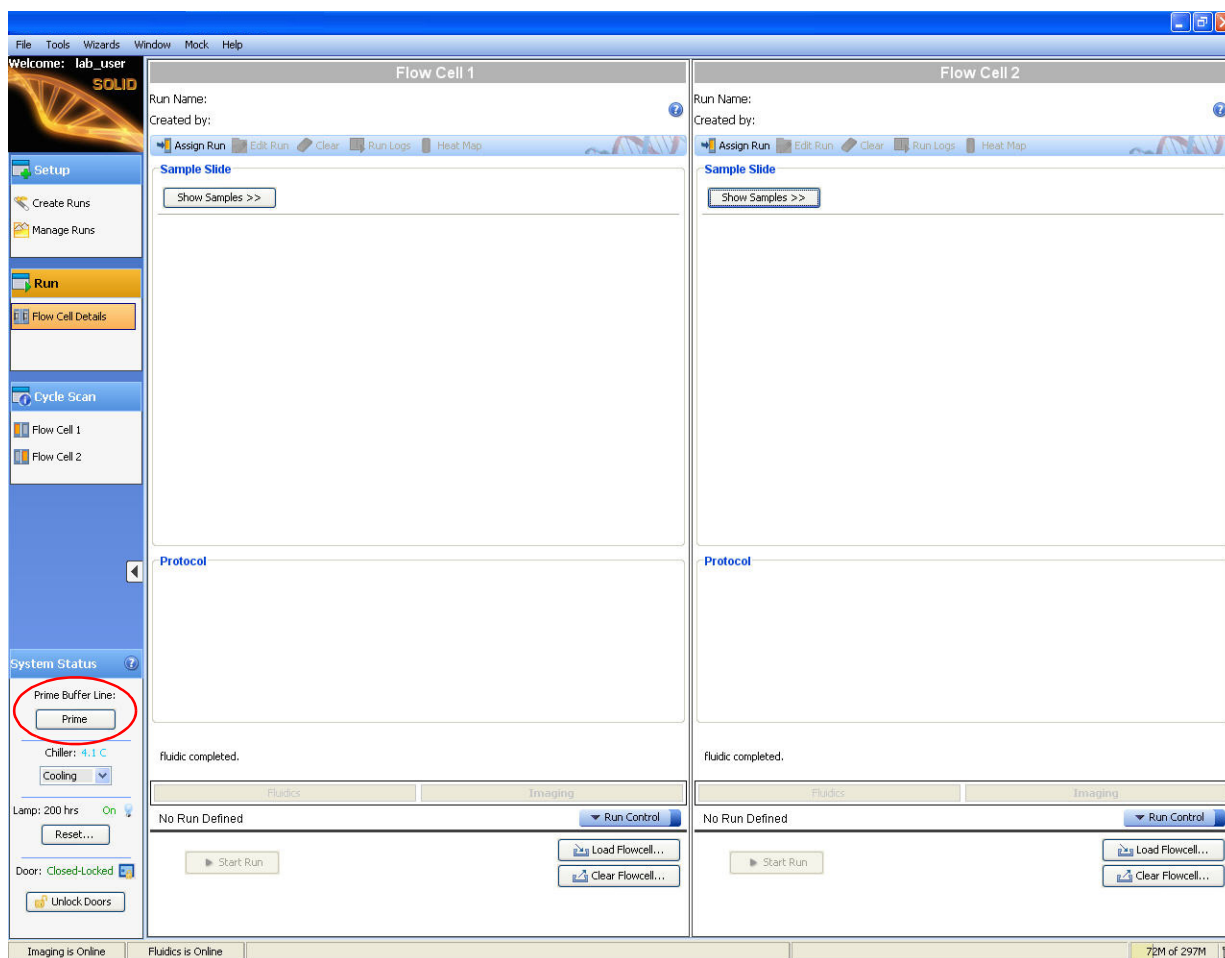 File Tools Wizards Window Mock Help
Welcome: lab_user
SOLiD
Setup
Create Runs
Manage Runs
Run
Flow Cell Details
Cycle Scan
Flow Cell 1
Flow Cell 2
System Status
Prime Buffer Line:
Prime
Chiller: 4.1 C
Cooling
Lamp: 200 hrs On
Reset...
Door: Closed-Locked
Unlock Doors
Flow Cell 1
Run Name:
Created by:
Assign Run Edit Run Clear Run Logs Heat Map
Sample Slide
Show Samples >>
Protocol
fluidic completed.
Fluidics Imaging
No Run Defined Run Control
Start Run
Load Flowcell...
Clear Flowcell...
Flow Cell 2
Run Name:
Created by:
Assign Run Edit Run Clear Run Logs Heat Map
Sample Slide
Show Samples >>
Protocol
fluidic completed.
Fluidics Imaging
No Run Defined Run Control
Start Run
Load Flowcell...
Clear Flowcell...
Imaging is Online Fluidics is Online 72M of 297M